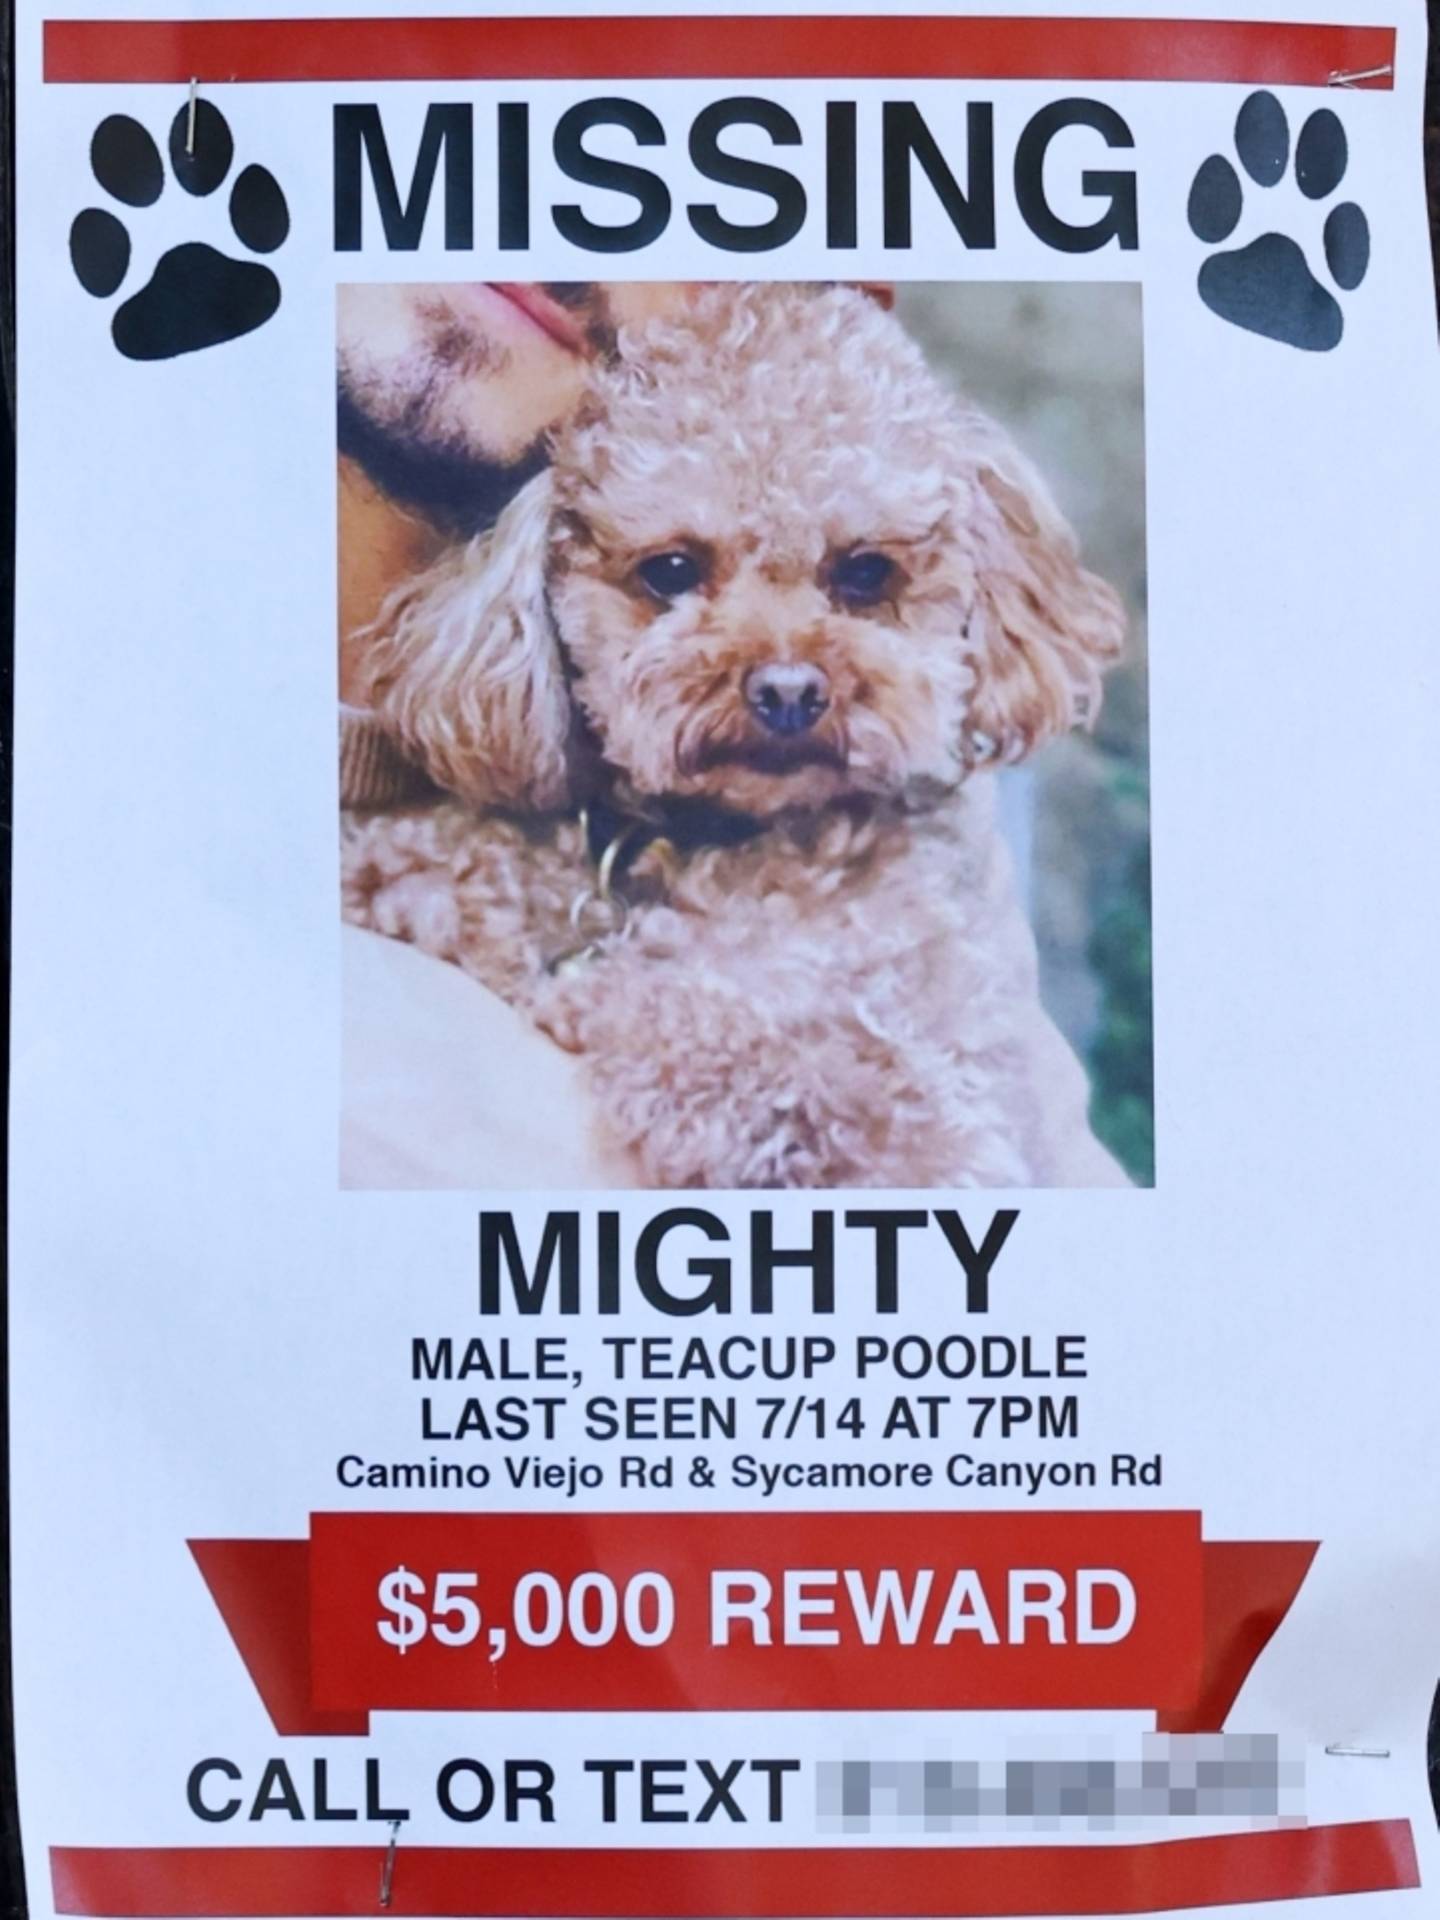 MISSING
MIGHTY
MALE, TEACUP POODLE
LAST SEEN 7/14 AT 7PM
Camino Viejo Rd & Sycamore Canyon Rd
$5,000 REWARD
CALL OR TEXT